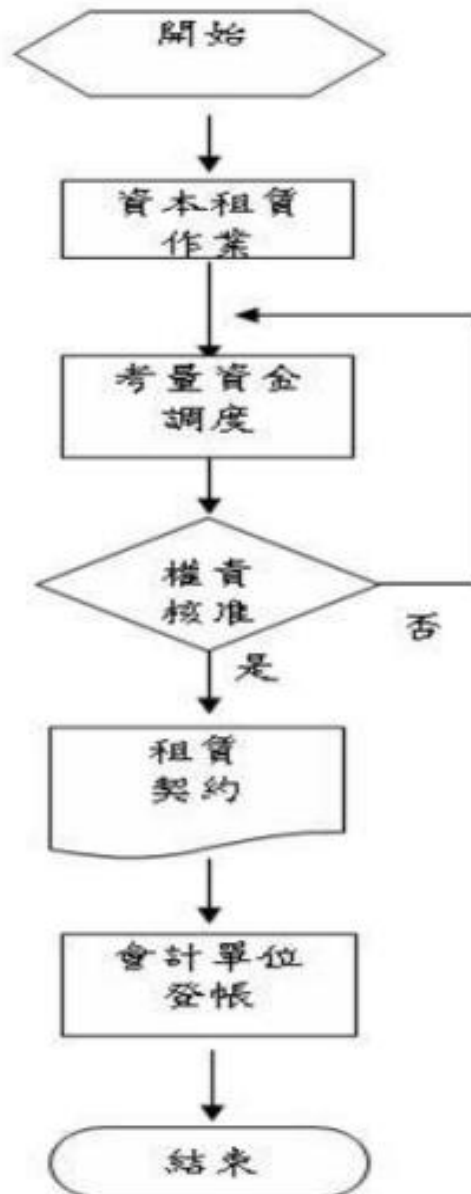 開始
資本租賃
作業
考量資金
調度
權責
核准
否
是
租賃
契約
會計單位
登帳
結束